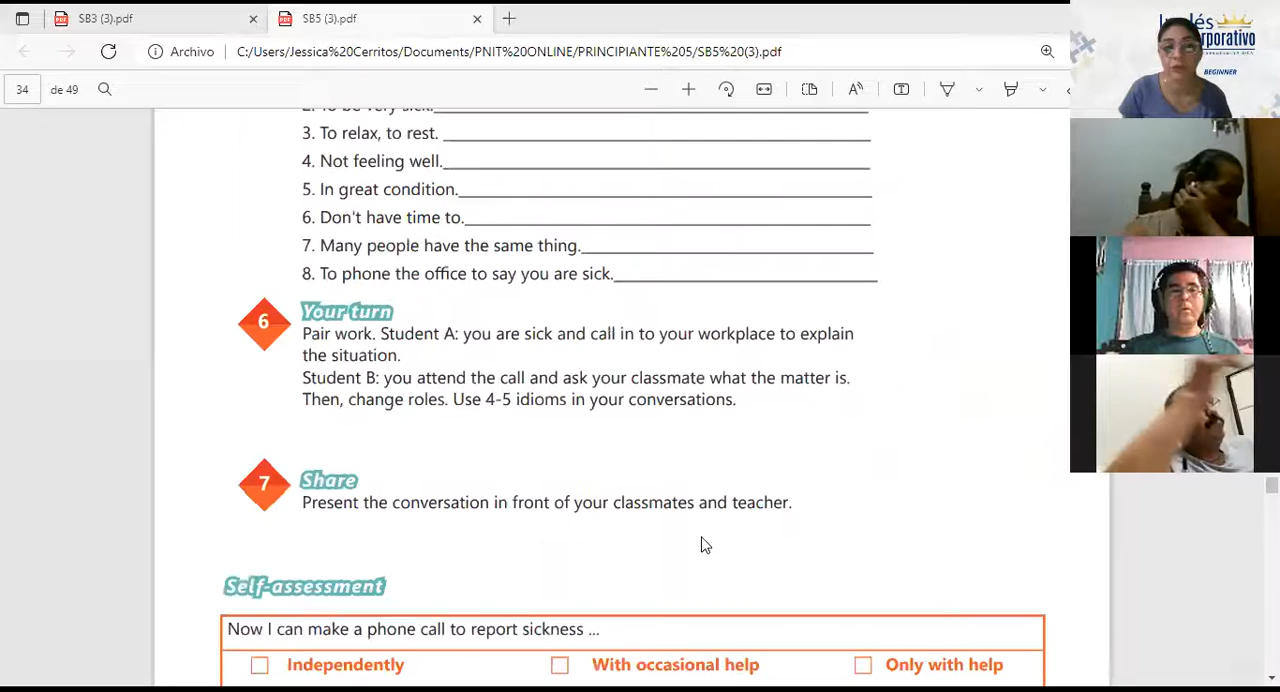 SB3 (3).pdf
SB5 (3).pdf
Archivo
C:/Users/Jessica%20Cerritos/Documents/PNIT%20ONLINE/PRINCIPIANTE%205/SB5%20(3).pdf
34
de 49
2. To be very sick.
3. To relax, to rest.
4. Not feeling well.
5. In great condition.
6. Don't have time to.
7. Many people have the same thing.
8. To phone the office to say you are sick.
6
Your turn
Pair work. Student A: you are sick and call in to your workplace to explain
the situation.
Student B: you attend the call and ask your classmate what the matter is.
Then, change roles. Use 4-5 idioms in your conversations.
7
Share
Present the conversation in front of your classmates and teacher.
Self-assessment
Now I can make a phone call to report sickness ...
Independently
With occasional help
Only with help
BEGINNER